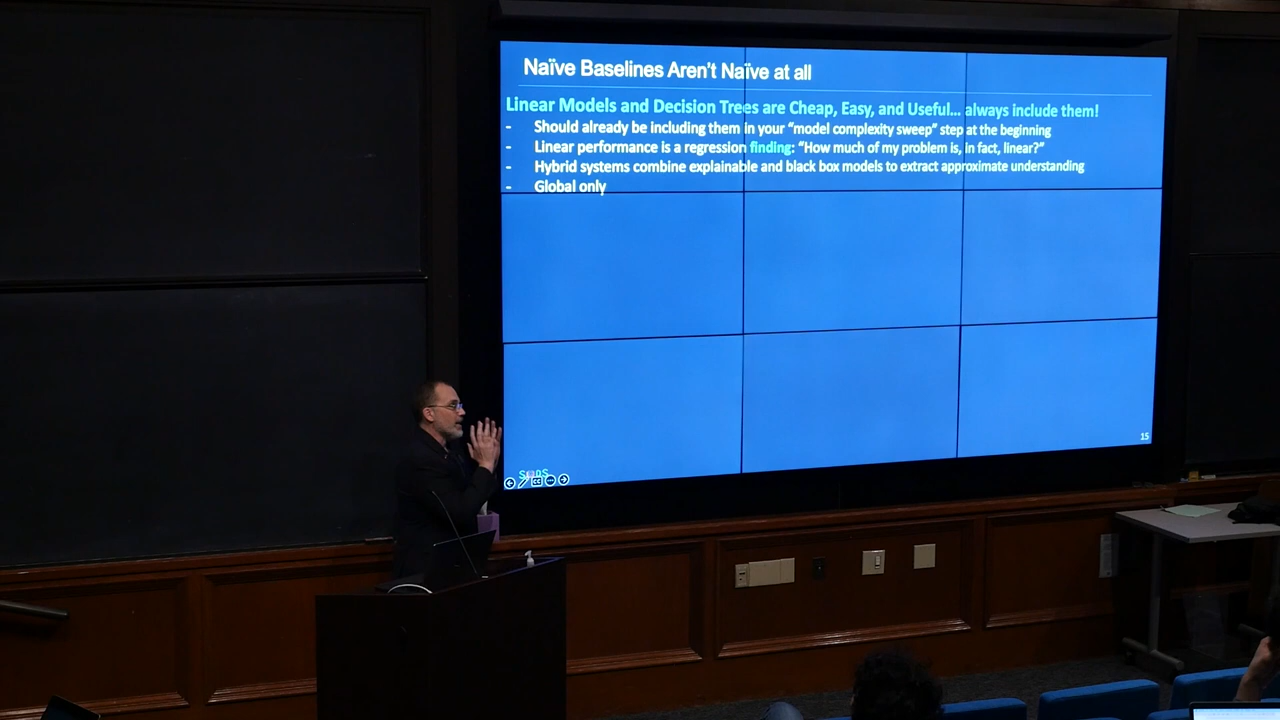 Naïve Baselines Aren't Naïve at all
Linear Models and Decision Trees are Cheap, Easy, and Useful... always include them!
- Should already be including them in your "model complexity sweep" step at the beginning
- Linear performance is a regression finding: "How much of my problem is, in fact, linear?"
- Hybrid systems combine explainable and black box models to extract approximate understanding
- Global only
15